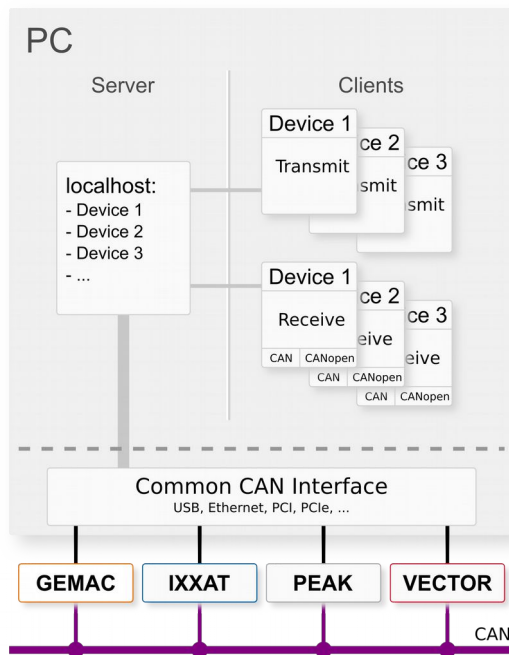 PC
Server
Clients
localhost:
- Device 1
- Device 2
- Device 3
- ...
Device 1
Transmit
ce 2
smit
ce 3
smit
Device 1
Receive
CAN CANopen
ce 2
eive
CAN CANopen
ce 3
eive
CAN CANopen
Common CAN Interface
USB, Ethernet, PCI, PCIe, ...
GEMAC IXXAT PEAK VECTOR
CAN